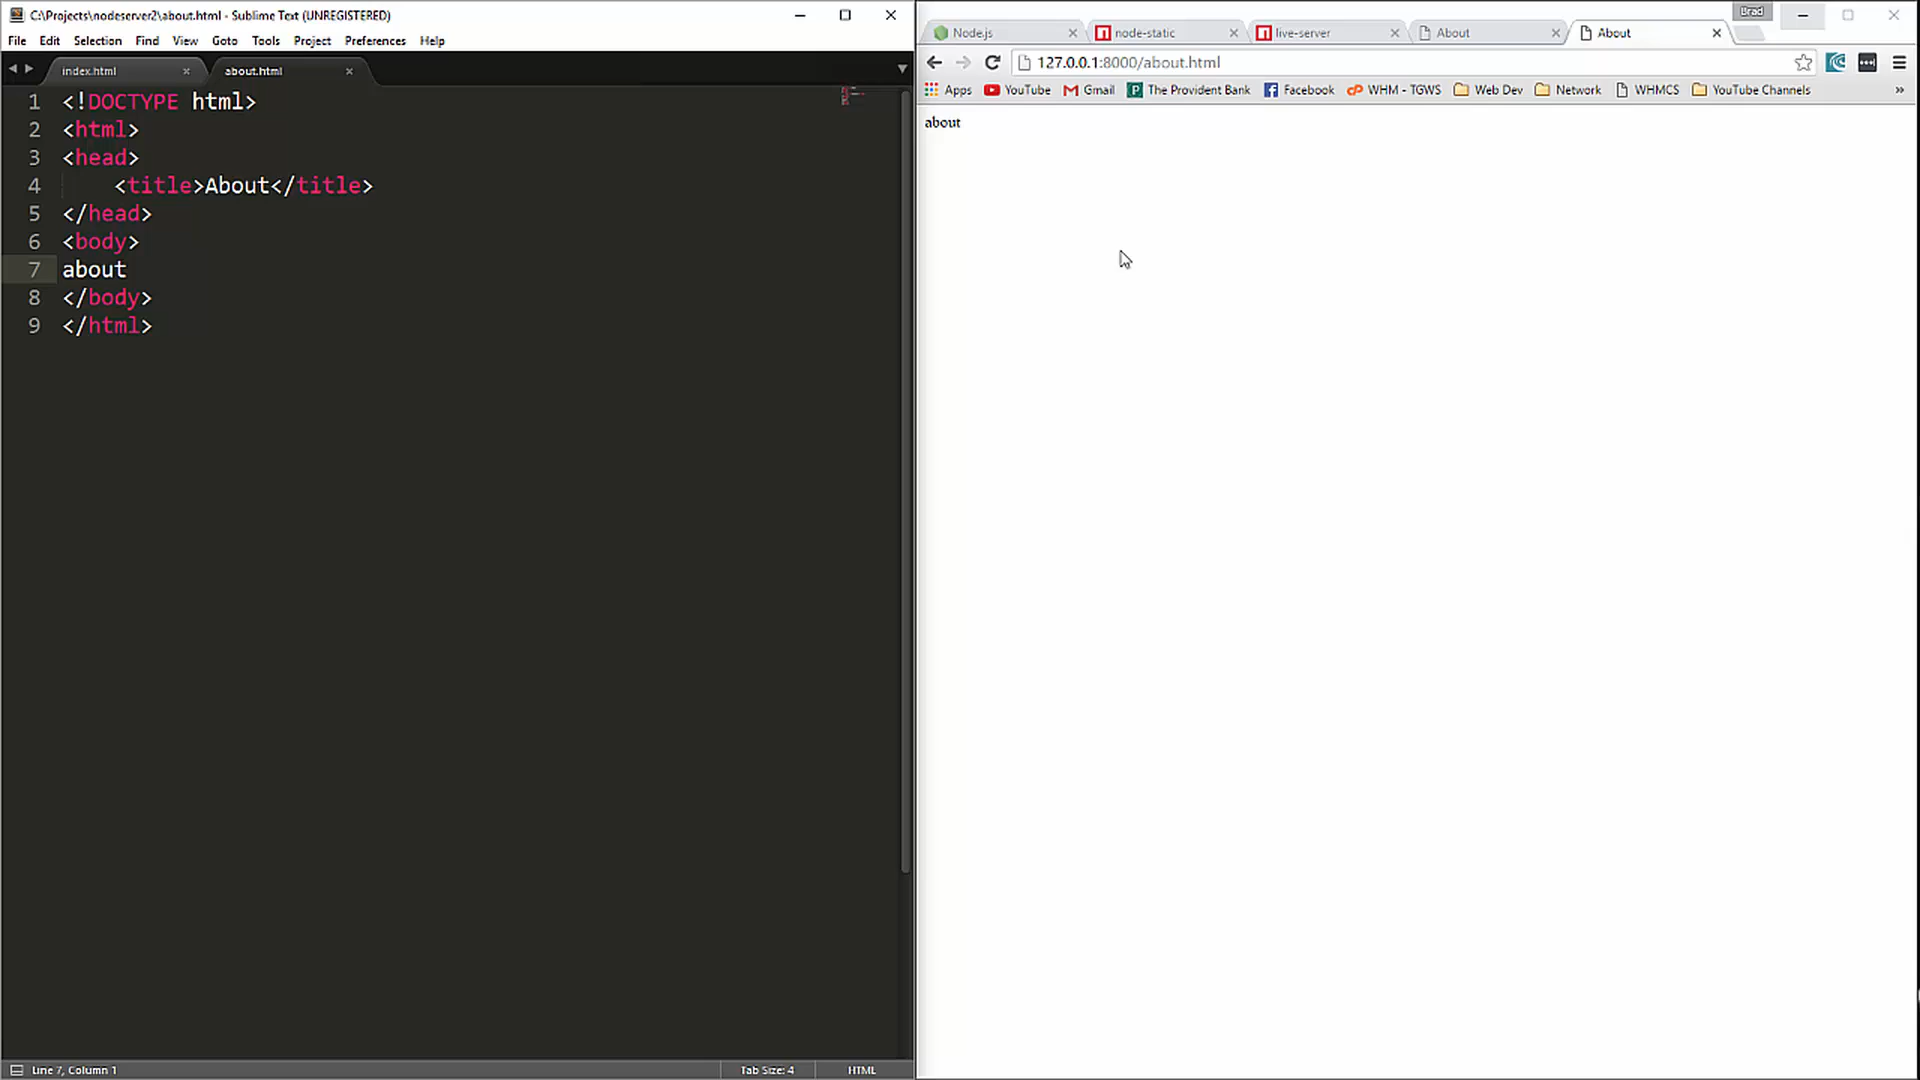 C:\Projects\nodeserver2\about.html - Sublime Text (UNREGISTERED)
File Edit Selection Find View Goto Tools Project Preferences Help
index.html about.html
1 <!DOCTYPE html>
2 <html>
3 <head>
4 <title>About</title>
5 </head>
6 <body>
7 about
8 </body>
9 </html>
Line 7, Column 1 Tab Size: 4 HTML
Brad
Node.js node-static live-server About About
127.0.0.1:8000/about.html
Apps YouTube Gmail The Provident Bank Facebook WHM - TGWS Web Dev Network WHMCS YouTube Channels »
about